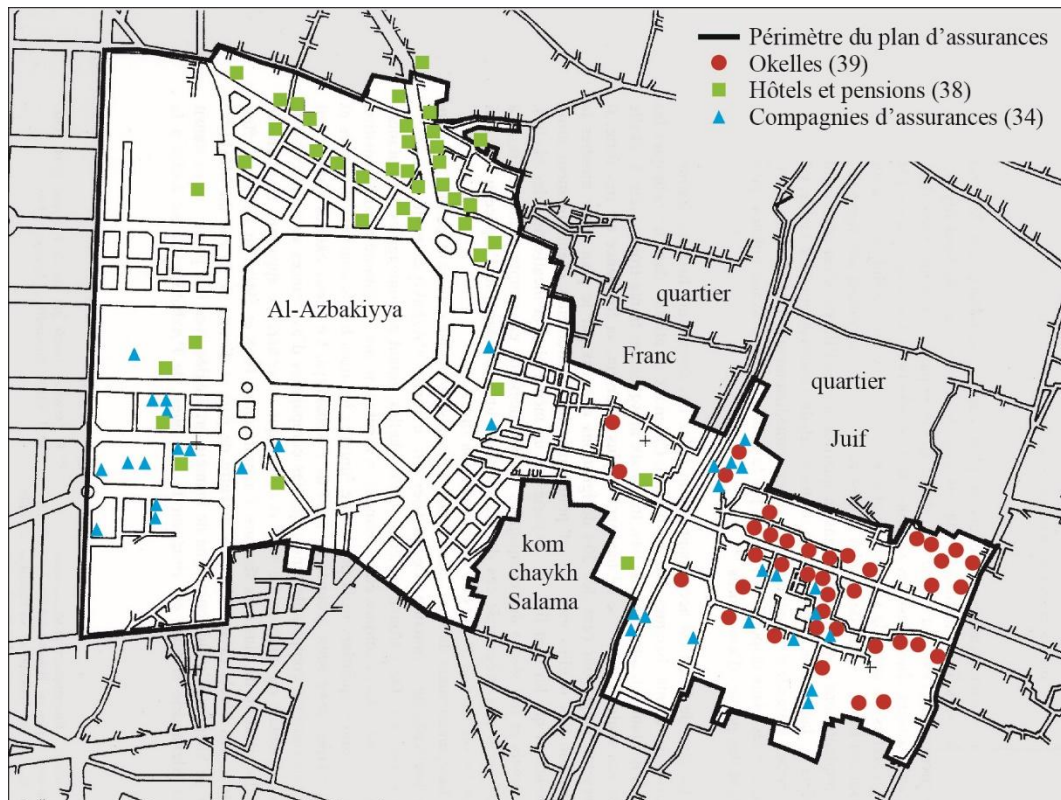 Périmètre du plan d’assurances
Okelles (39)
Hôtels et pensions (38)
Compagnies d’assurances (34)
Al-Azbakiyya
quartier
Franc
quartier
Juif
kom
chaykh
Salama